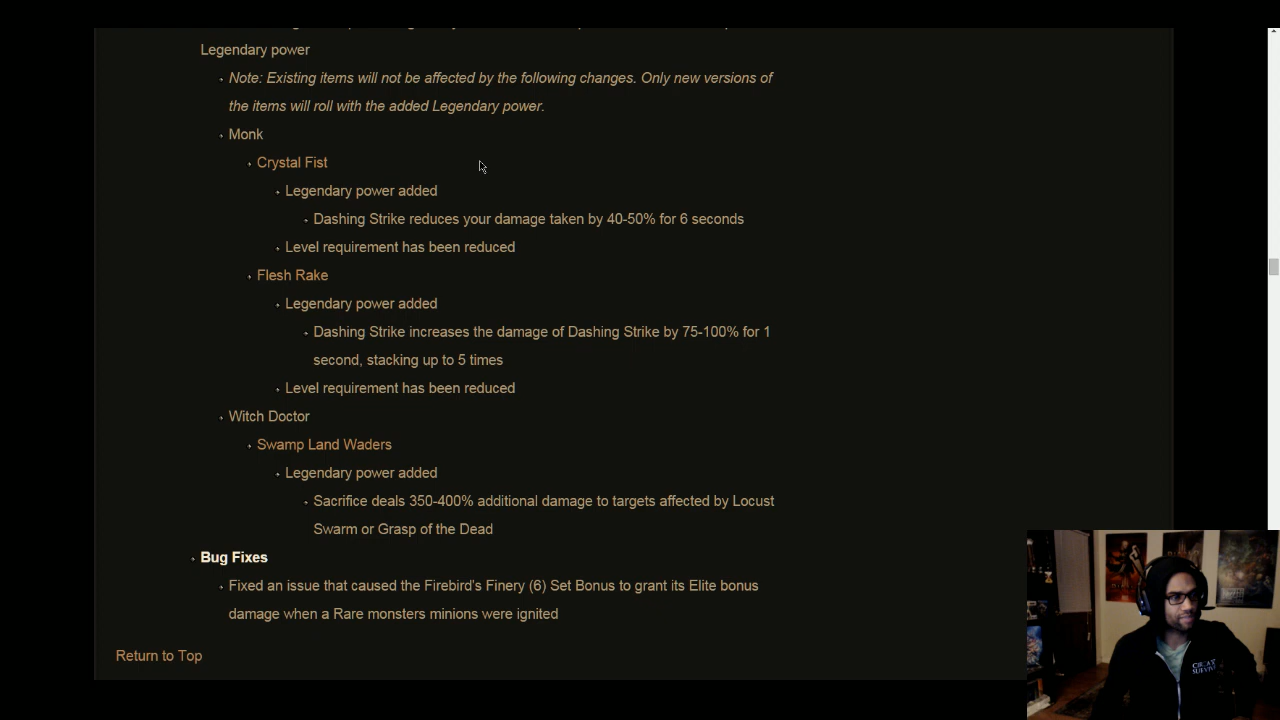 Legendary power
Note: Existing items will not be affected by the following changes. Only new versions of
the items will roll with the added Legendary power.
Monk
Crystal Fist
Legendary power added
Dashing Strike reduces your damage taken by 40-50% for 6 seconds
Level requirement has been reduced
Flesh Rake
Legendary power added
Dashing Strike increases the damage of Dashing Strike by 75-100% for 1
second, stacking up to 5 times
Level requirement has been reduced
Witch Doctor
Swamp Land Waders
Legendary power added
Sacrifice deals 350-400% additional damage to targets affected by Locust
Swarm or Grasp of the Dead
Bug Fixes
Fixed an issue that caused the Firebird's Finery (6) Set Bonus to grant its Elite bonus
damage when a Rare monsters minions were ignited
Return to Top